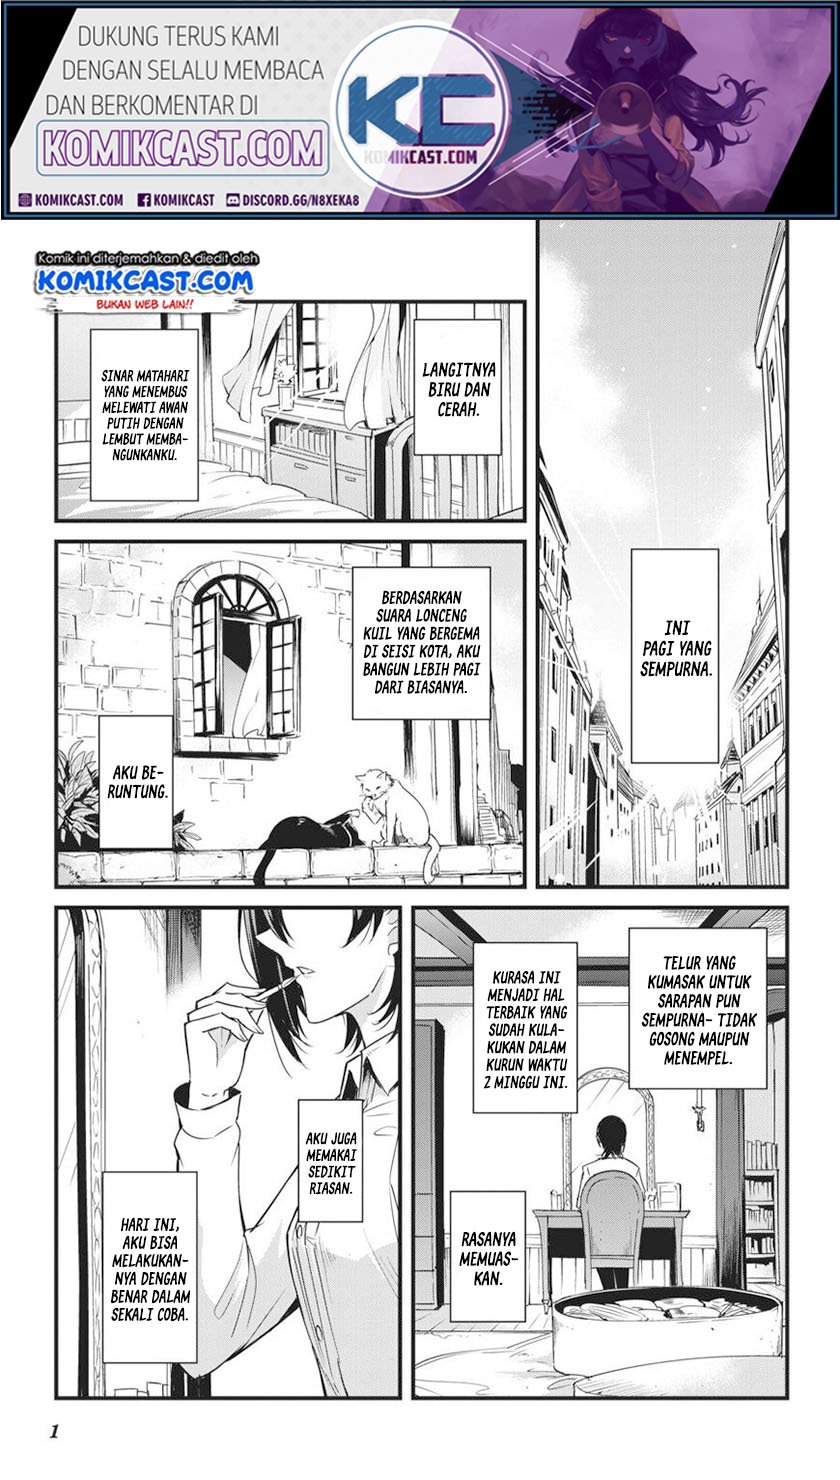 DUKUNG TERUS KAMI
DENGAN SELALU MEMBACA
DAN BERKOMENTAR DI
KOMIKCAST.COM
KC
KOMIKCAST.COM
KOMIKCAST.COM
KOMIKCAST
DISCORD.GG/N8XEKA8
Komik ini diterjemahkan & diedit oleh
KOMIKCAST.COM
BUKAN WEB LAIN!!
INI
PAGI YANG
SEMPURNA.
LANGITNYA
BIRU DAN
CERAH.
SINAR MATAHARI
YANG MENEMBUS
MELEWATI AWAN
PUTIH DENGAN
LEMBUT MEMBA-
NGUNKANKU.
BERDASARKAN
SUARA LONCENG
KUIL YANG BERGEMA
DI SEISI KOTA, AKU
BANGUN LEBIH PAGI
DARI BIASANYA.
AKU BE-
RUNTUNG.
TELUR YANG
KUMASAK UNTUK
SARAPAN PUN
SEMPURNA- TIDAK
GOSONG MAUPUN
MENEMPEL.
KURASA INI
MENJADI HAL
TERBAIK YANG
SUDAH KULA-
KUKAN DALAM
KURUN WAKTU
2 MINGGU INI.
RASANYA
MEMUAS-
KAN.
AKU JUGA
MEMAKAI
SEDIKIT
RIASAN.
HARI INI,
AKU BISA
MELAKUKAN-
NYA DENGAN
BENAR DALAM
SEKALI COBA.
1